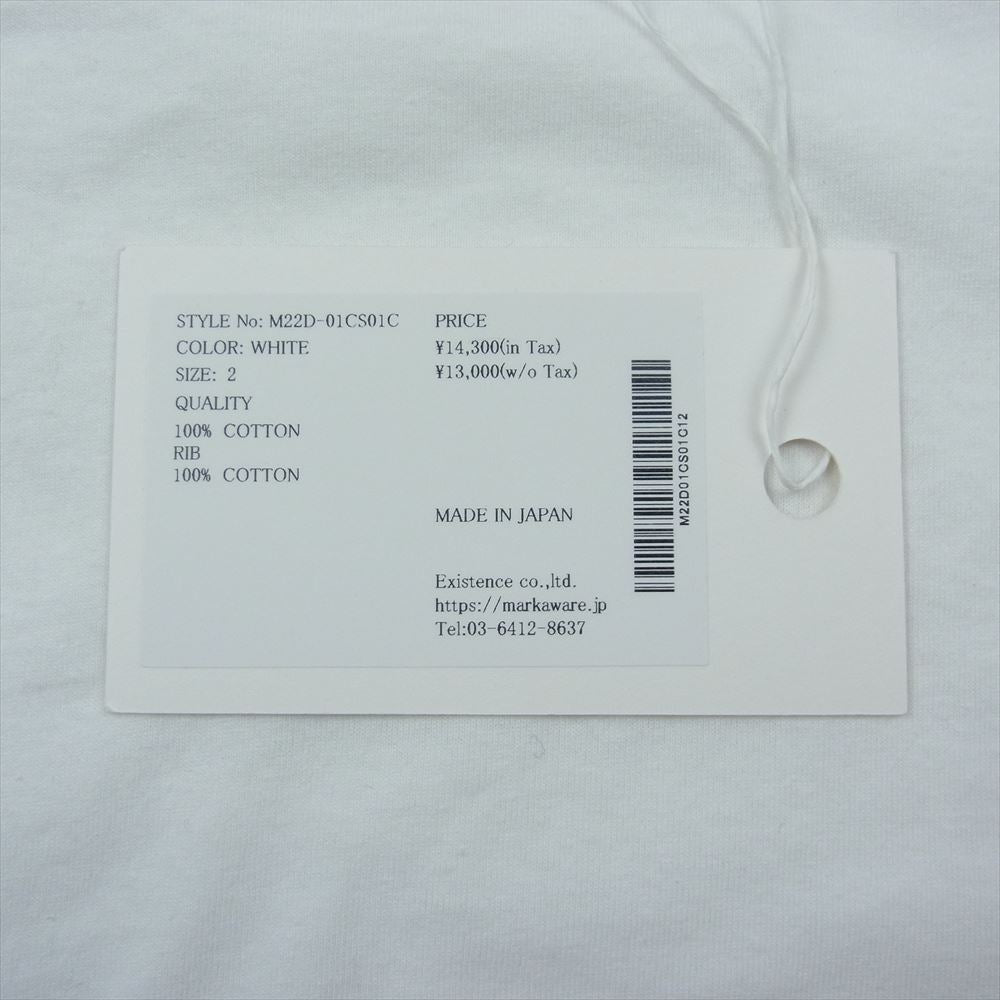 STYLE No: M22D-01CS01C
COLOR: WHITE
SIZE: 2
QUALITY
100% COTTON
RIB
100% COTTON
PRICE
¥14,300(in Tax)
¥13,000(w/o Tax)
MADE IN JAPAN
Existence co.,ltd.
https://markaware.jp
Tel:03-6412-8637
M22D01CS01C12